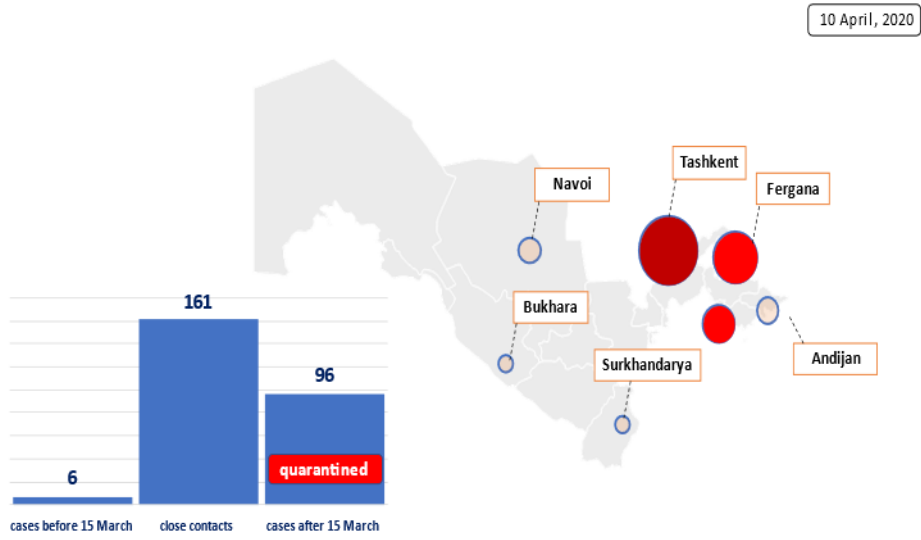 10 April, 2020
Tashkent
Navoi
Fergana
Bukhara
Surkhandarya
Andijan
161
96
6
quarantined
cases before 15 March
close contacts
cases after 15 March